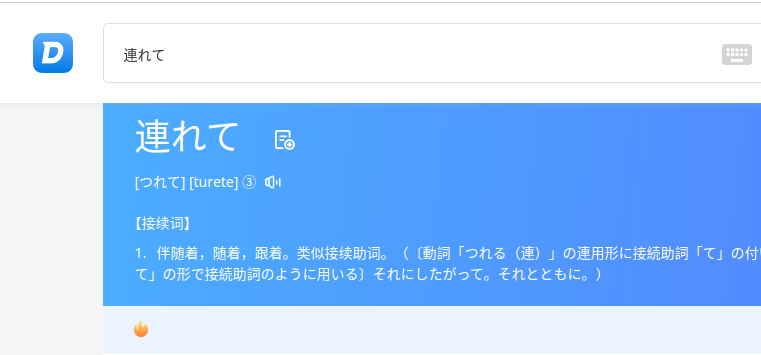 D
連れて
連れて
[つれて] [turete] ③
【接续词】
1. 伴随着，随着，跟着。类似接续助词。（〔動詞「つれる（連）」の連用形に接続助詞「て」の付
て」の形で接続助詞のように用いる〕それにしたがって。それとともに。）